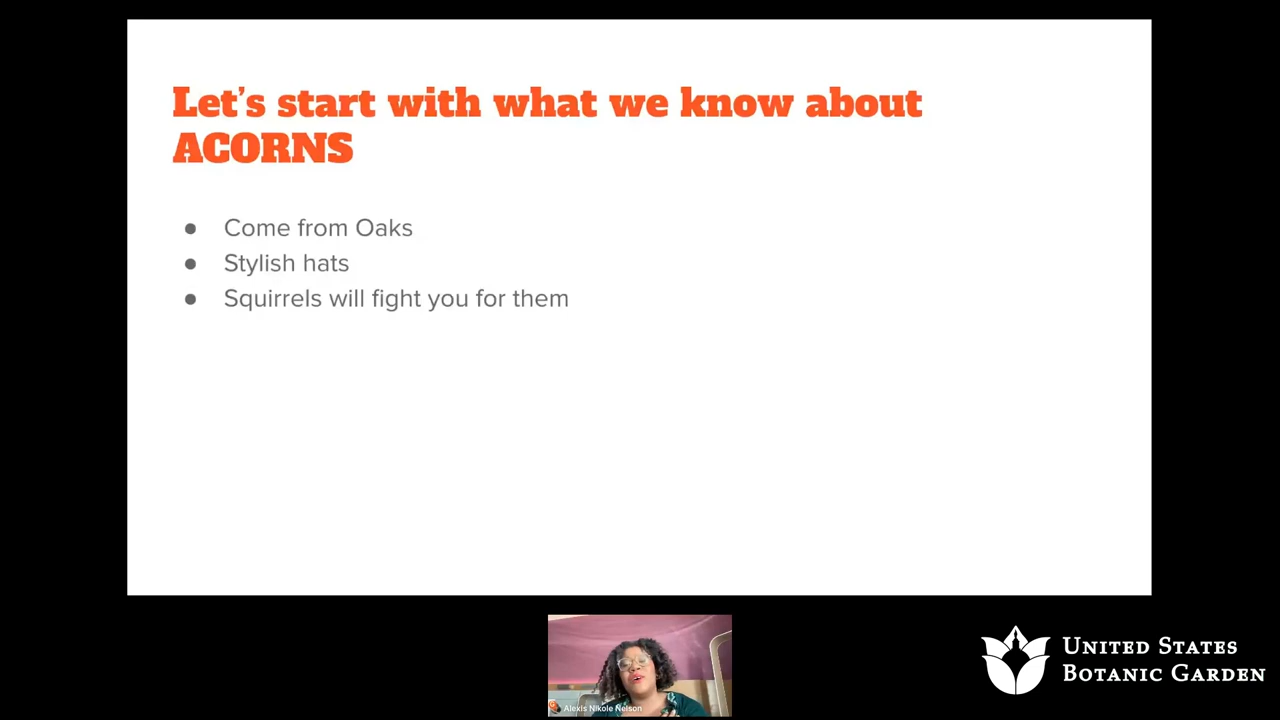 Let's start with what we know about
ACORNS
● Come from Oaks
● Stylish hats
● Squirrels will fight you for them
Alexis Nikole Nelson
UNITED STATES
BOTANIC GARDEN